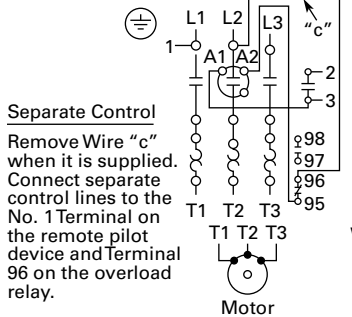 L1 L2 L3
"c"
1
A1 A2
2
3
Separate Control
Remove Wire "c"
when it is supplied.
Connect separate
control lines to the
No. 1 Terminal on
the remote pilot
device and Terminal
96 on the overload
relay.
98
97
96
95
T1 T2 T3
T1 T2 T3
Motor